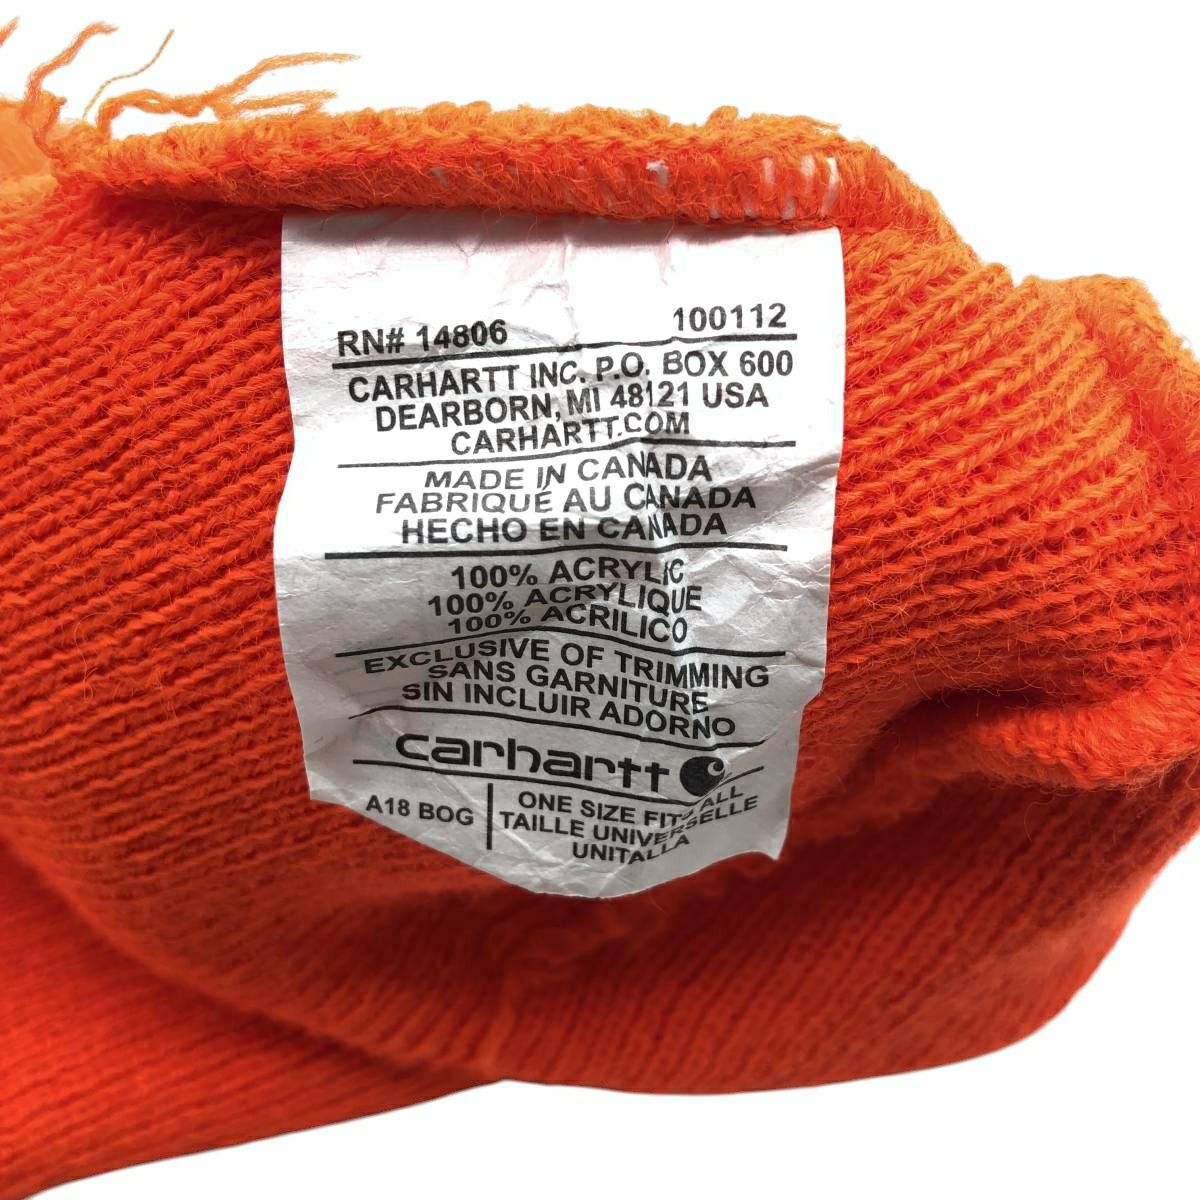 RN# 14806 100112
CARHARTT INC. P.O. BOX 600
DEARBORN, MI 48121 USA
CARHARTT.COM
MADE IN CANADA
FABRIQUÉ AU CANADA
HECHO EN CANADA
100% ACRYLIC
100% ACRYLIQUE
100% ACRILICO
EXCLUSIVE OF TRIMMING
SANS GARNITURE
SIN INCLUIR ADORNO
carhartt
A18 BOG
ONE SIZE FITS ALL
TAILLE UNIVERSELLE
UNITALLA